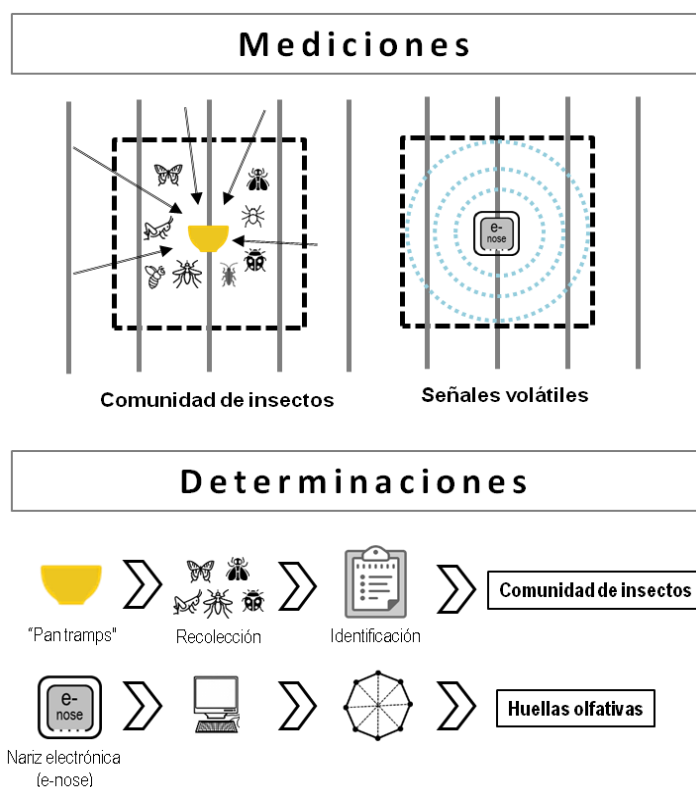 Mediciones
e-
nose
Comunidad de insectos
Señales volátiles
Determinaciones
"Pan tramps"
Recolección
Identificación
Comunidad de insectos
e-
nose
Nariz electrónica
(e-nose)
Huellas olfativas